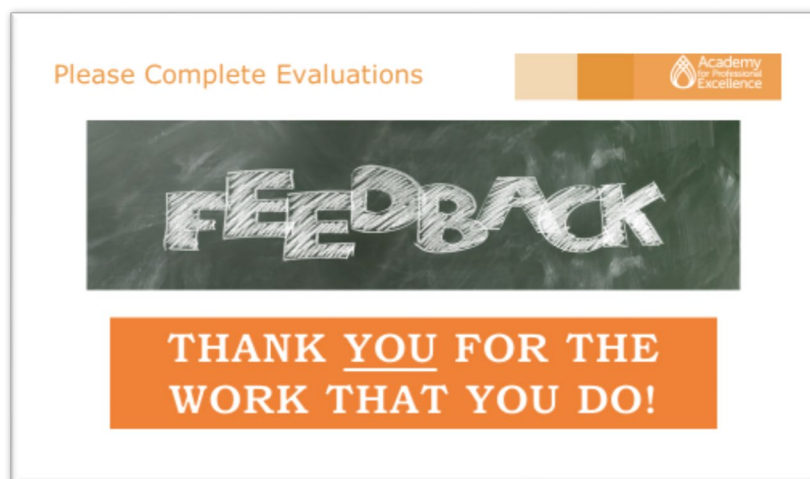 Please Complete Evaluations
Academy
for Professional
Excellence
FEEDBACK
THANK YOU FOR THE
WORK THAT YOU DO!